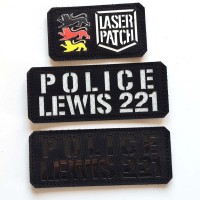 LASER
PATCH
POLICE
LEWIS 221
POLICE
LEWIS 221